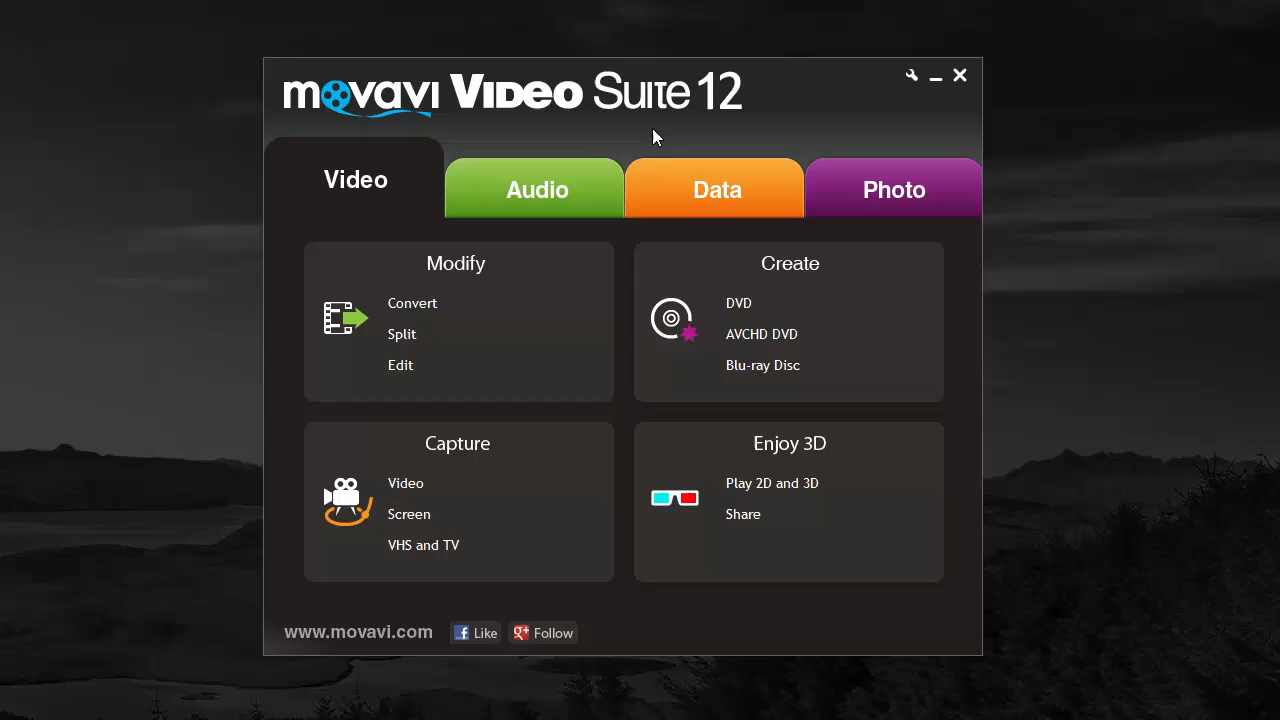 movavi VIDEO SUITE 12
Video
Audio
Data
Photo
Modify
Convert
Split
Edit
Create
DVD
AVCHD DVD
Blu-ray Disc
Capture
Video
Screen
VHS and TV
Enjoy 3D
Play 2D and 3D
Share
www.movavi.com
f Like
g+ Follow